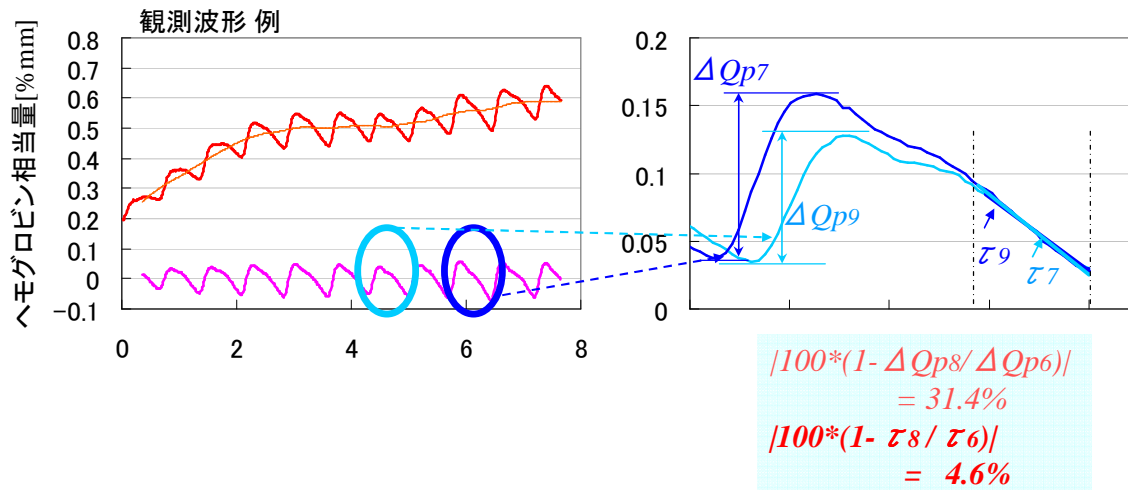 観測波形 例
ヘモグロビン相当量[%mm]
0.8
0.7
0.6
0.5
0.4
0.3
0.2
0.1
0
-0.1
0
2
4
6
8
0.2
0.15
0.1
0.05
0
ΔQp7
ΔQp9
τ9
τ7
|100*(1-ΔQp8/ΔQp6)|
= 31.4%
|100*(1- τ8 / τ6)|
= 4.6%